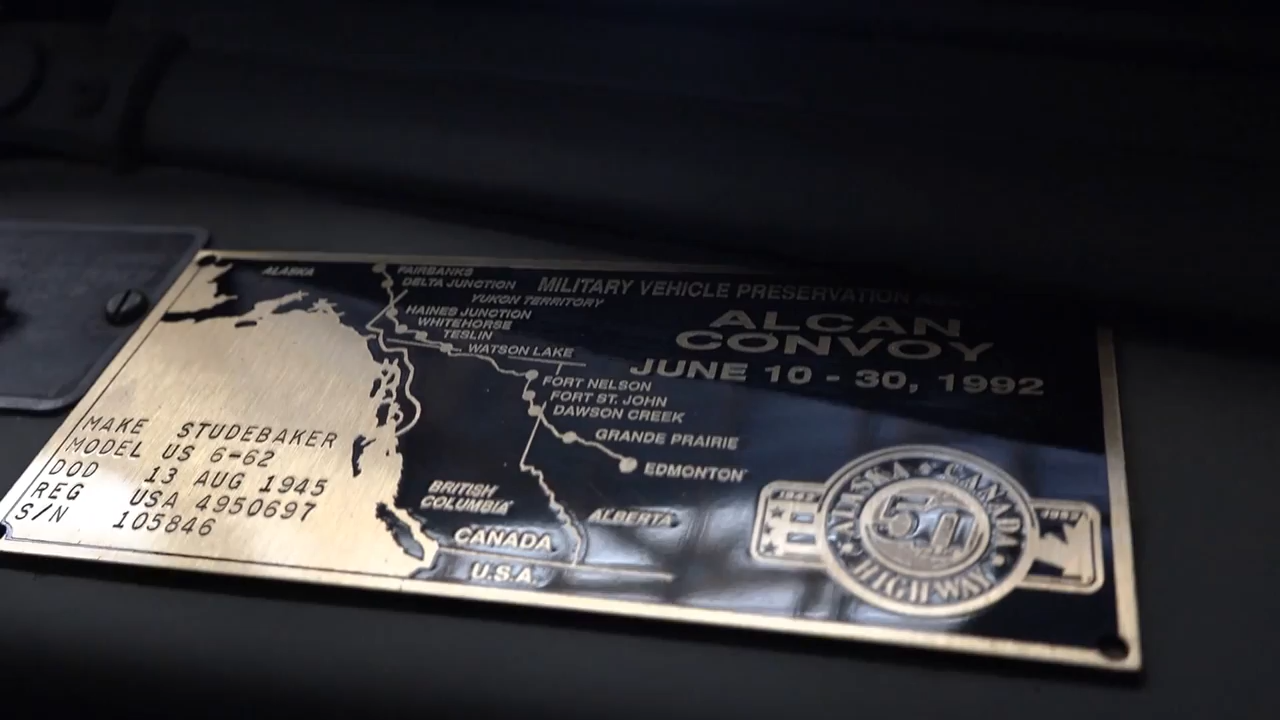 ALASKA
FAIRBANKS
DELTA JUNCTION
YUKON TERRITORY
HAINES JUNCTION
WHITEHORSE
TESLIN
WATSON LAKE
MILITARY VEHICLE PRESERVATION
ALCAN
CONVOY
JUNE 10 - 30, 1992
FORT NELSON
FORT ST. JOHN
DAWSON CREEK
GRANDE PRAIRIE
EDMONTON
MAKE STUDEBAKER
MODEL US 6-62
DOD 13 AUG 1945
REG USA 4950697
S/N 105846
BRITISH
COLUMBIA
ALBERTA
CANADA
U.S.A.
1942
ALASKA CANADA
50
HIGHWAY
1992